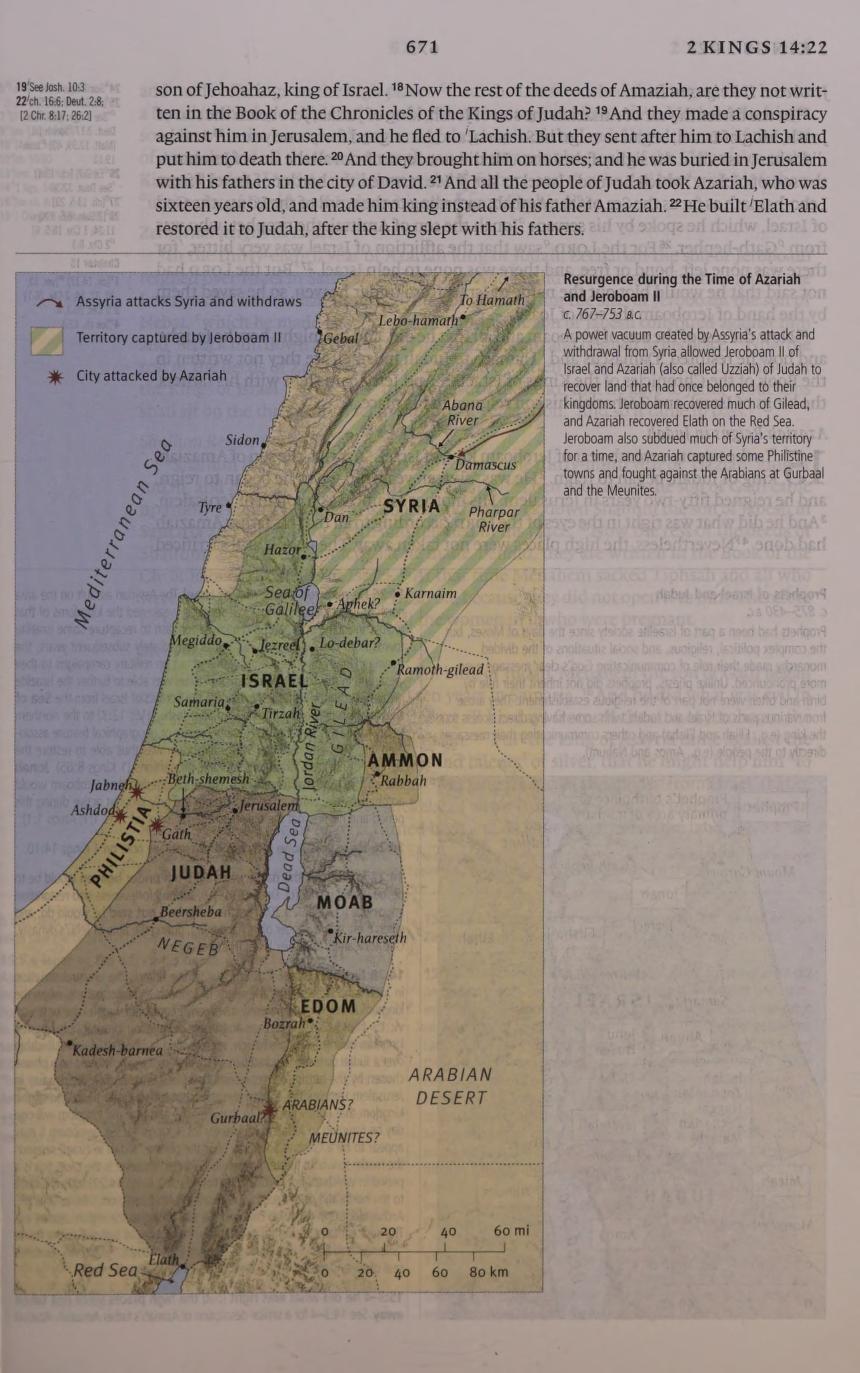 671
2 KINGS 14:22
19 See Josh. 10:3
22 ch. 16:6; Deut. 2:8;
[2 Chr. 8:17; 26:2]
son of Jehoahaz, king of Israel. 18 Now the rest of the deeds of Amaziah, are they not writ-
ten in the Book of the Chronicles of the Kings of Judah? 19 And they made a conspiracy
against him in Jerusalem, and he fled to Lachish. But they sent after him to Lachish and
put him to death there. 20 And they brought him on horses; and he was buried in Jerusalem
with his fathers in the city of David. 21 And all the people of Judah took Azariah, who was
sixteen years old, and made him king instead of his father Amaziah. 22 He built Elath and
restored it to Judah, after the king slept with his fathers.
Assyria attacks Syria and withdraws
Territory captured by Jeroboam II
City attacked by Azariah
To Hamath
Lebo-hamath
Gebal
Abana
River
Sidon
Damascus
Mediterranean Sea
Tyre
Dan
SYRIA
Pharpar
River
Hazor
Sea of
Galilee
Aphek?
Karnaim
Megiddo
Jezreel
Lo-debar?
Ramoth-gilead
ISRAEL
GILEAD
Samaria
Tirzah
Jordan River
AMMON
Rabbah
Jabneh
Beth-shemesh
Ashdod
Jerusalem
Gath
PHILISTIA
JUDAH
Dead Sea
MOAB
Beersheba
NEGEB
Kir-hareseth
EDOM
Bozrah
Kadesh-barnea
ARABIAN
DESERT
ARABIANS?
Gurbaal?
MEUNITES?
0 20 40 60 mi
0 20 40 60 80 km
Elath
Red Sea
Resurgence during the Time of Azariah
and Jeroboam II
c. 767–753 B.C.
A power vacuum created by Assyria's attack and
withdrawal from Syria allowed Jeroboam II of
Israel and Azariah (also called Uzziah) of Judah to
recover land that had once belonged to their
kingdoms. Jeroboam recovered much of Gilead,
and Azariah recovered Elath on the Red Sea.
Jeroboam also subdued much of Syria's territory
for a time, and Azariah captured some Philistine
towns and fought against the Arabians at Gurbaal
and the Meunites.